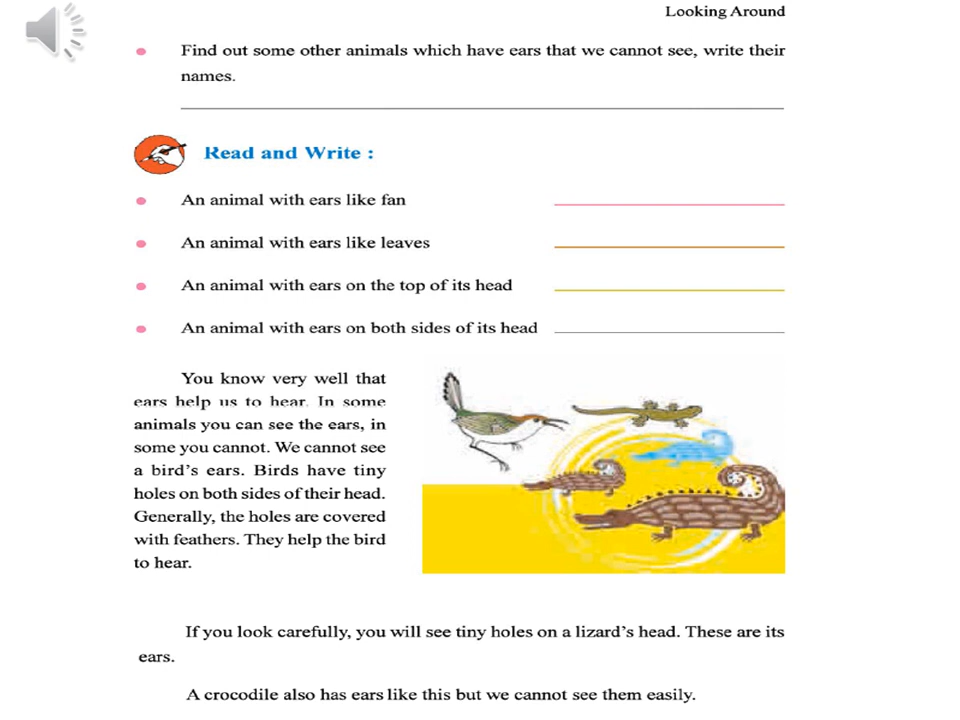 Looking Around
Find out some other animals which have ears that we cannot see, write their
names.
Read and Write :
An animal with ears like fan
An animal with ears like leaves
An animal with ears on the top of its head
An animal with ears on both sides of its head
You know very well that
ears help us to hear. In some
animals you can see the ears, in
some you cannot. We cannot see
a bird's ears. Birds have tiny
holes on both sides of their head.
Generally, the holes are covered
with feathers. They help the bird
to hear.
If you look carefully, you will see tiny holes on a lizard's head. These are its
ears.
A crocodile also has ears like this but we cannot see them easily.